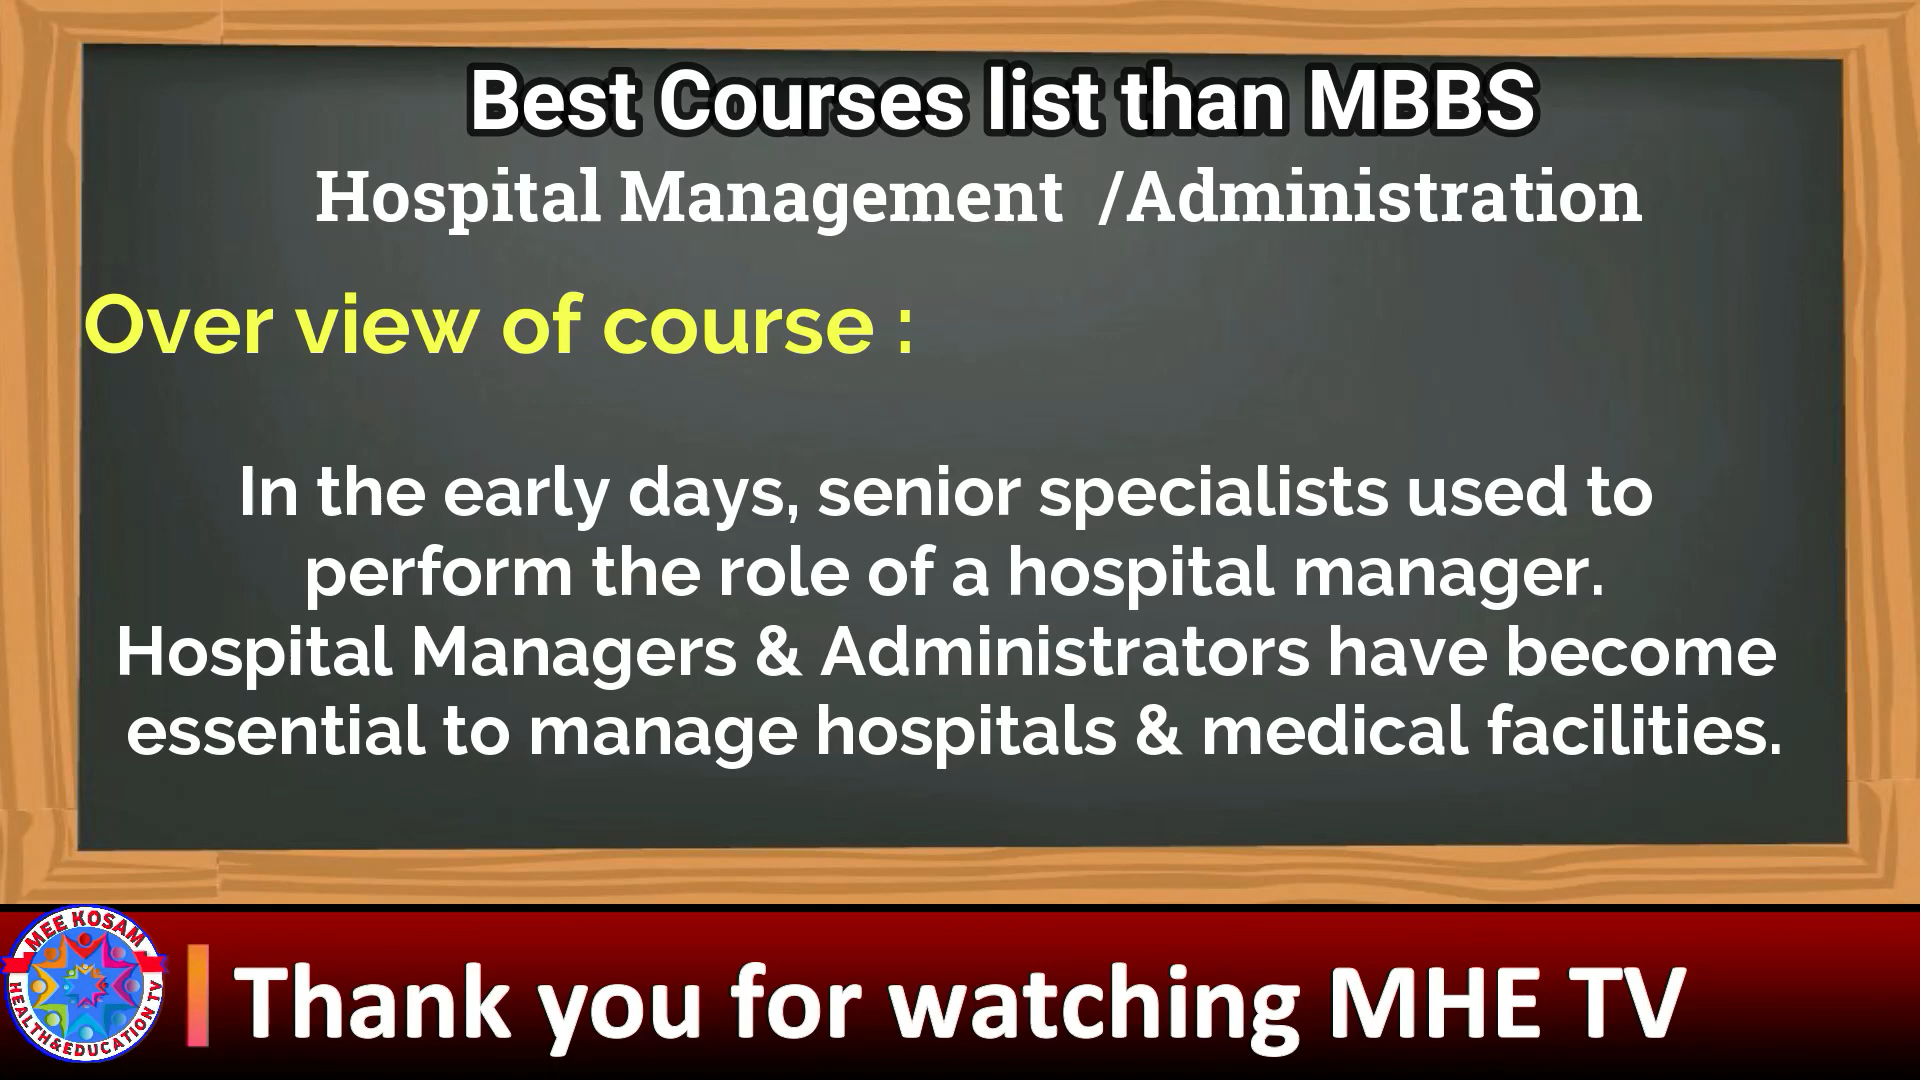 Best Courses list than MBBS
Hospital Management /Administration
Over view of course :
In the early days, senior specialists used to
perform the role of a hospital manager.
Hospital Managers & Administrators have become
essential to manage hospitals & medical facilities.
MEE KOSAM
HEALTH&EDUCATION TV
Thank you for watching MHE TV